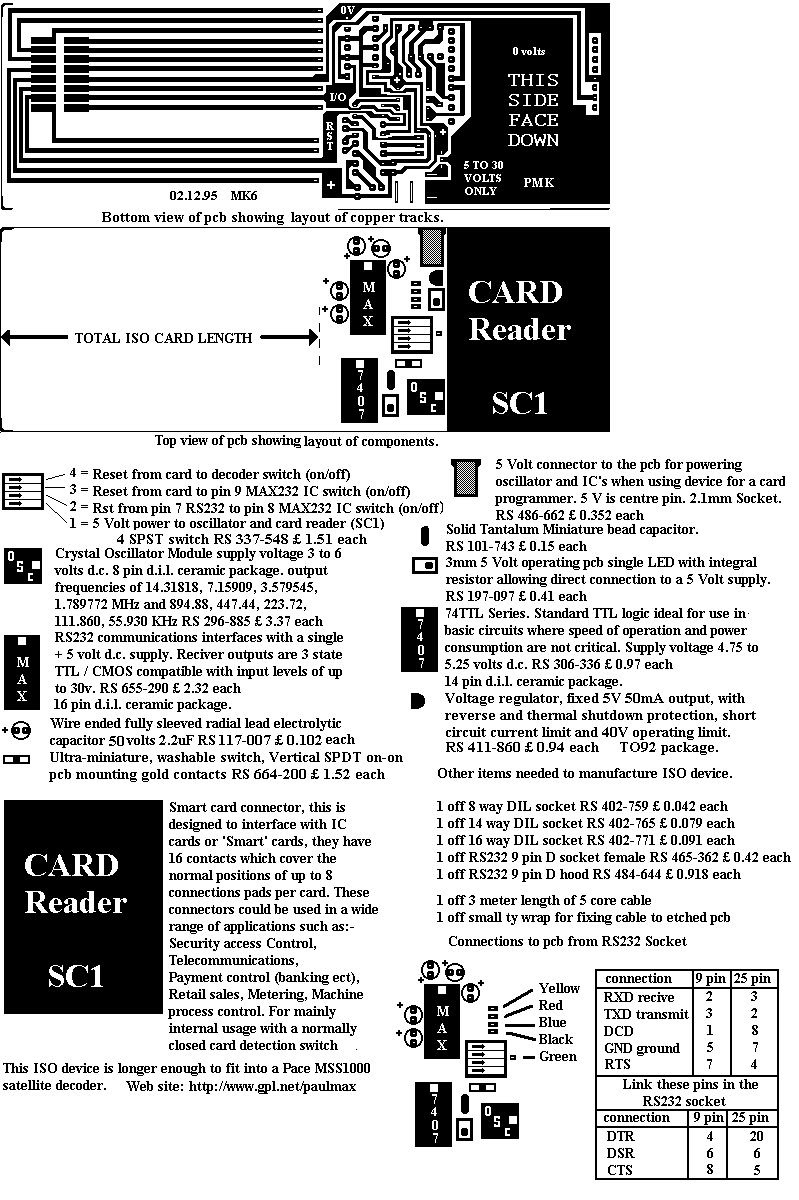 0V
0 volts
THIS
SIDE
FACE
DOWN
I/O
RST
+
+
+
5 TO 30
VOLTS
ONLY
PMK
02.12.95 MK6
Bottom view of pcb showing layout of copper tracks.
MAX
CARD
Reader
SC1
TOTAL ISO CARD LENGTH
7407
OSC
Top view of pcb showing layout of components.
4 = Reset from card to decoder switch (on/off)
3 = Reset from card to pin 9 MAX232 IC switch (on/off)
2 = Rst from pin 7 RS232 to pin 8 MAX232 IC switch (on/off)
1 = 5 Volt power to oscillator and card reader (SC1)
4 SPST switch RS 337-548 £ 1.51 each
OSC
Crystal Oscillator Module supply voltage 3 to 6
volts d.c. 8 pin d.i.l. ceramic package. output
frequencies of 14.31818, 7.15909, 3.579545,
1.789772 MHz and 894.88, 447.44, 223.72,
111.860, 55.930 KHz RS 296-885 £ 3.37 each
MAX
RS232 communications interfaces with a single
+ 5 volt d.c. supply. Reciver outputs are 3 state
TTL / CMOS compatible with input levels of up
to 30v. RS 655-290 £ 2.32 each
16 pin d.i.l. ceramic package.
Wire ended fully sleeved radial lead electrolytic
capacitor 50 volts 2.2uF RS 117-007 £ 0.102 each
Ultra-miniature, washable switch, Vertical SPDT on-on
pcb mounting gold contacts RS 664-200 £ 1.52 each
CARD
Reader
SC1
Smart card connector, this is
designed to interface with IC
cards or 'Smart' cards, they have
16 contacts which cover the
normal positions of up to 8
connections pads per card. These
connectors could be used in a wide
range of applications such as:-
Security access Control,
Telecommunications,
Payment control (banking ect),
Retail sales, Metering, Machine
process control. For mainly
internal usage with a normally
closed card detection switch
This ISO device is longer enough to fit into a Pace MSS1000
satellite decoder. Web site: http://www.gpl.net/paulmax
5 Volt connector to the pcb for powering
oscillator and IC's when using device for a card
programmer. 5 V is centre pin. 2.1mm Socket.
RS 486-662 £ 0.352 each
Solid Tantalum Miniature bead capacitor.
RS 101-743 £ 0.15 each
3mm 5 Volt operating pcb single LED with integral
resistor allowing direct connection to a 5 Volt supply.
RS 197-097 £ 0.41 each
7407
74TTL Series. Standard TTL logic ideal for use in
basic circuits where speed of operation and power
consumption are not critical. Supply voltage 4.75 to
5.25 volts d.c. RS 306-336 £ 0.97 each
14 pin d.i.l. ceramic package.
Voltage regulator, fixed 5V 50mA output, with
reverse and thermal shutdown protection, short
circuit current limit and 40V operating limit.
RS 411-860 £ 0.94 each TO92 package.
Other items needed to manufacture ISO device.
1 off 8 way DIL socket RS 402-759 £ 0.042 each
1 off 14 way DIL socket RS 402-765 £ 0.079 each
1 off 16 way DIL socket RS 402-771 £ 0.091 each
1 off RS232 9 pin D socket female RS 465-362 £ 0.42 each
1 off RS232 9 pin D hood RS 484-644 £ 0.918 each
1 off 3 meter length of 5 core cable
1 off small ty wrap for fixing cable to etched pcb
Connections to pcb from RS232 Socket
MAX
Yellow
Red
Blue
Black
Green
7407
OSC
connection 9 pin 25 pin
RXD recive 2 3
TXD transmit 3 2
DCD 1 8
GND ground 5 7
RTS 7 4
Link these pins in the
RS232 socket
connection 9 pin 25 pin
DTR 4 20
DSR 6 6
CTS 8 5